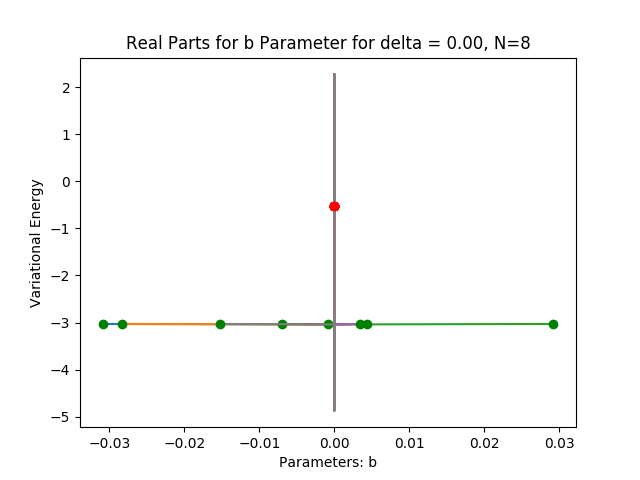 Real Parts for b Parameter for delta = 0.00, N=8
Variational Energy
2
1
0
−1
−2
−3
−4
−5
−0.03 −0.02 −0.01 0.00 0.01 0.02 0.03
Parameters: b